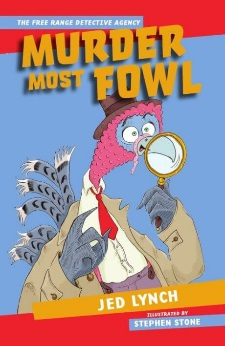 THE FREE RANGE DETECTIVE AGENCY
MURDER
MOST FOWL
JED LYNCH
ILLUSTRATED BY
STEPHEN STONE